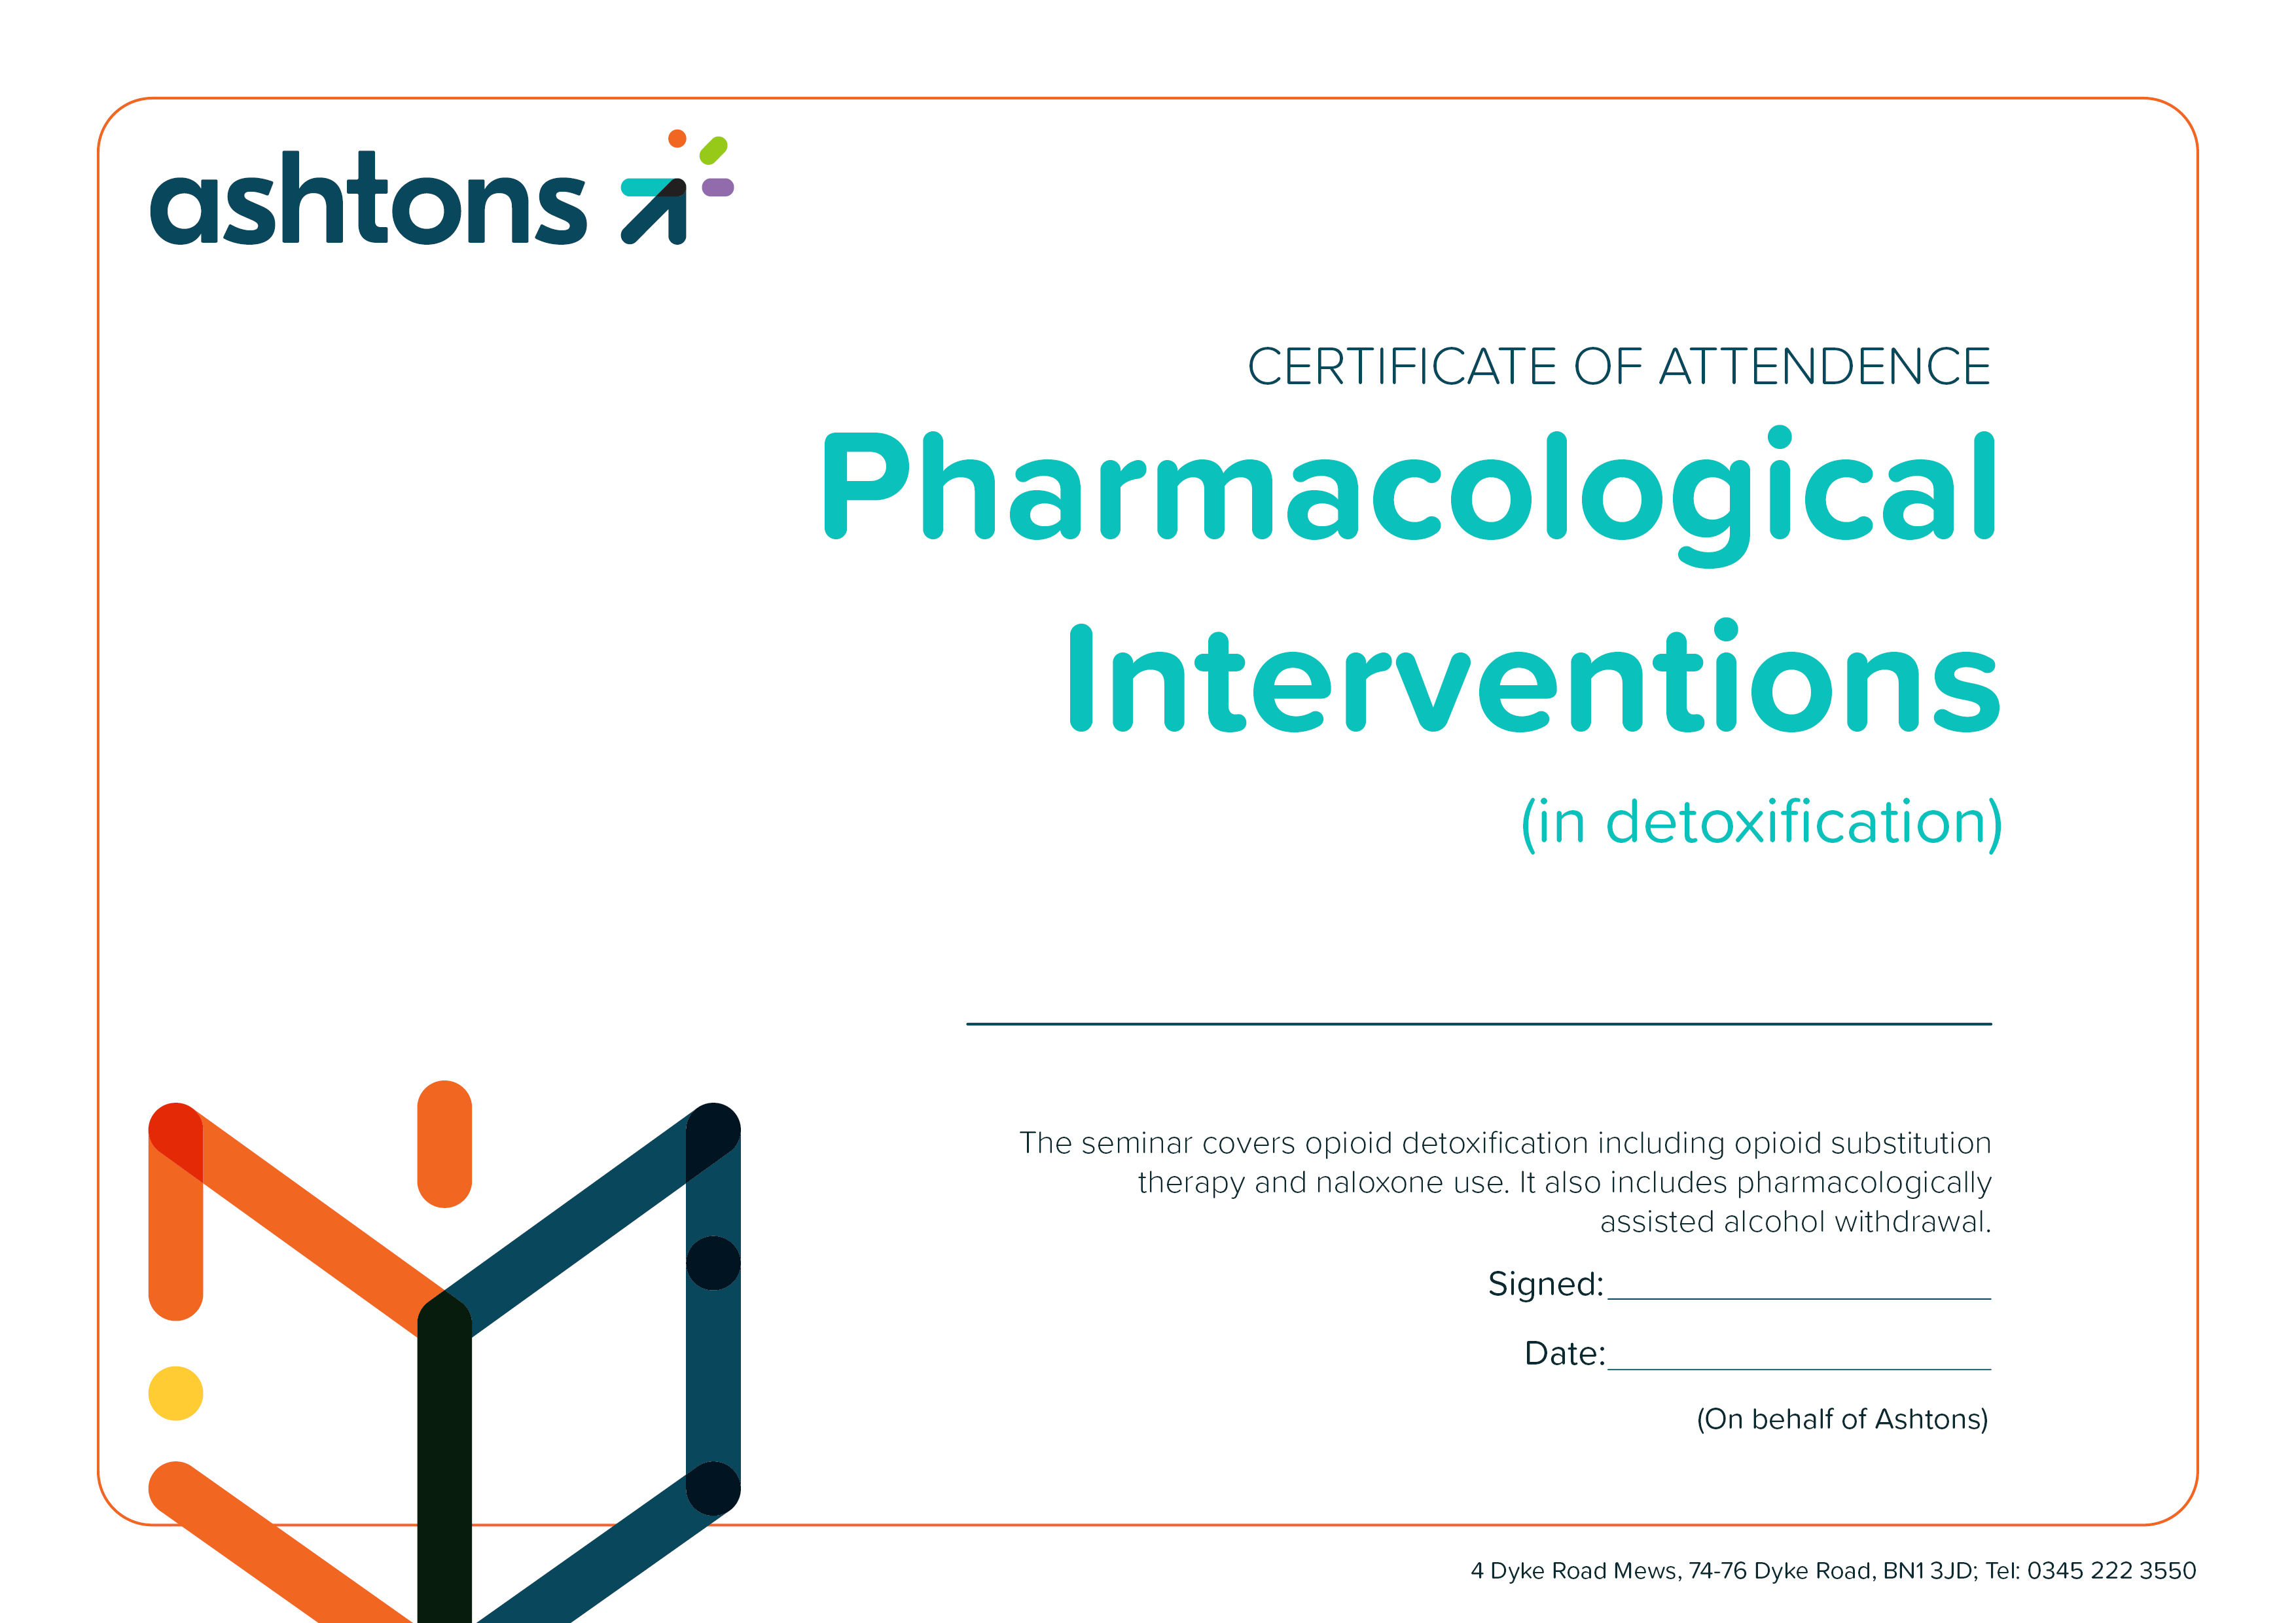 ashtons
CERTIFICATE OF ATTENDENCE
Pharmacological
Interventions
(in detoxification)
The seminar covers opioid detoxification including opioid substitution
therapy and naloxone use. It also includes pharmacologically
assisted alcohol withdrawal.
Signed:
Date:
(On behalf of Ashtons)
4 Dyke Road Mews, 74-76 Dyke Road, BN1 3JD; Tel: 0345 222 3550